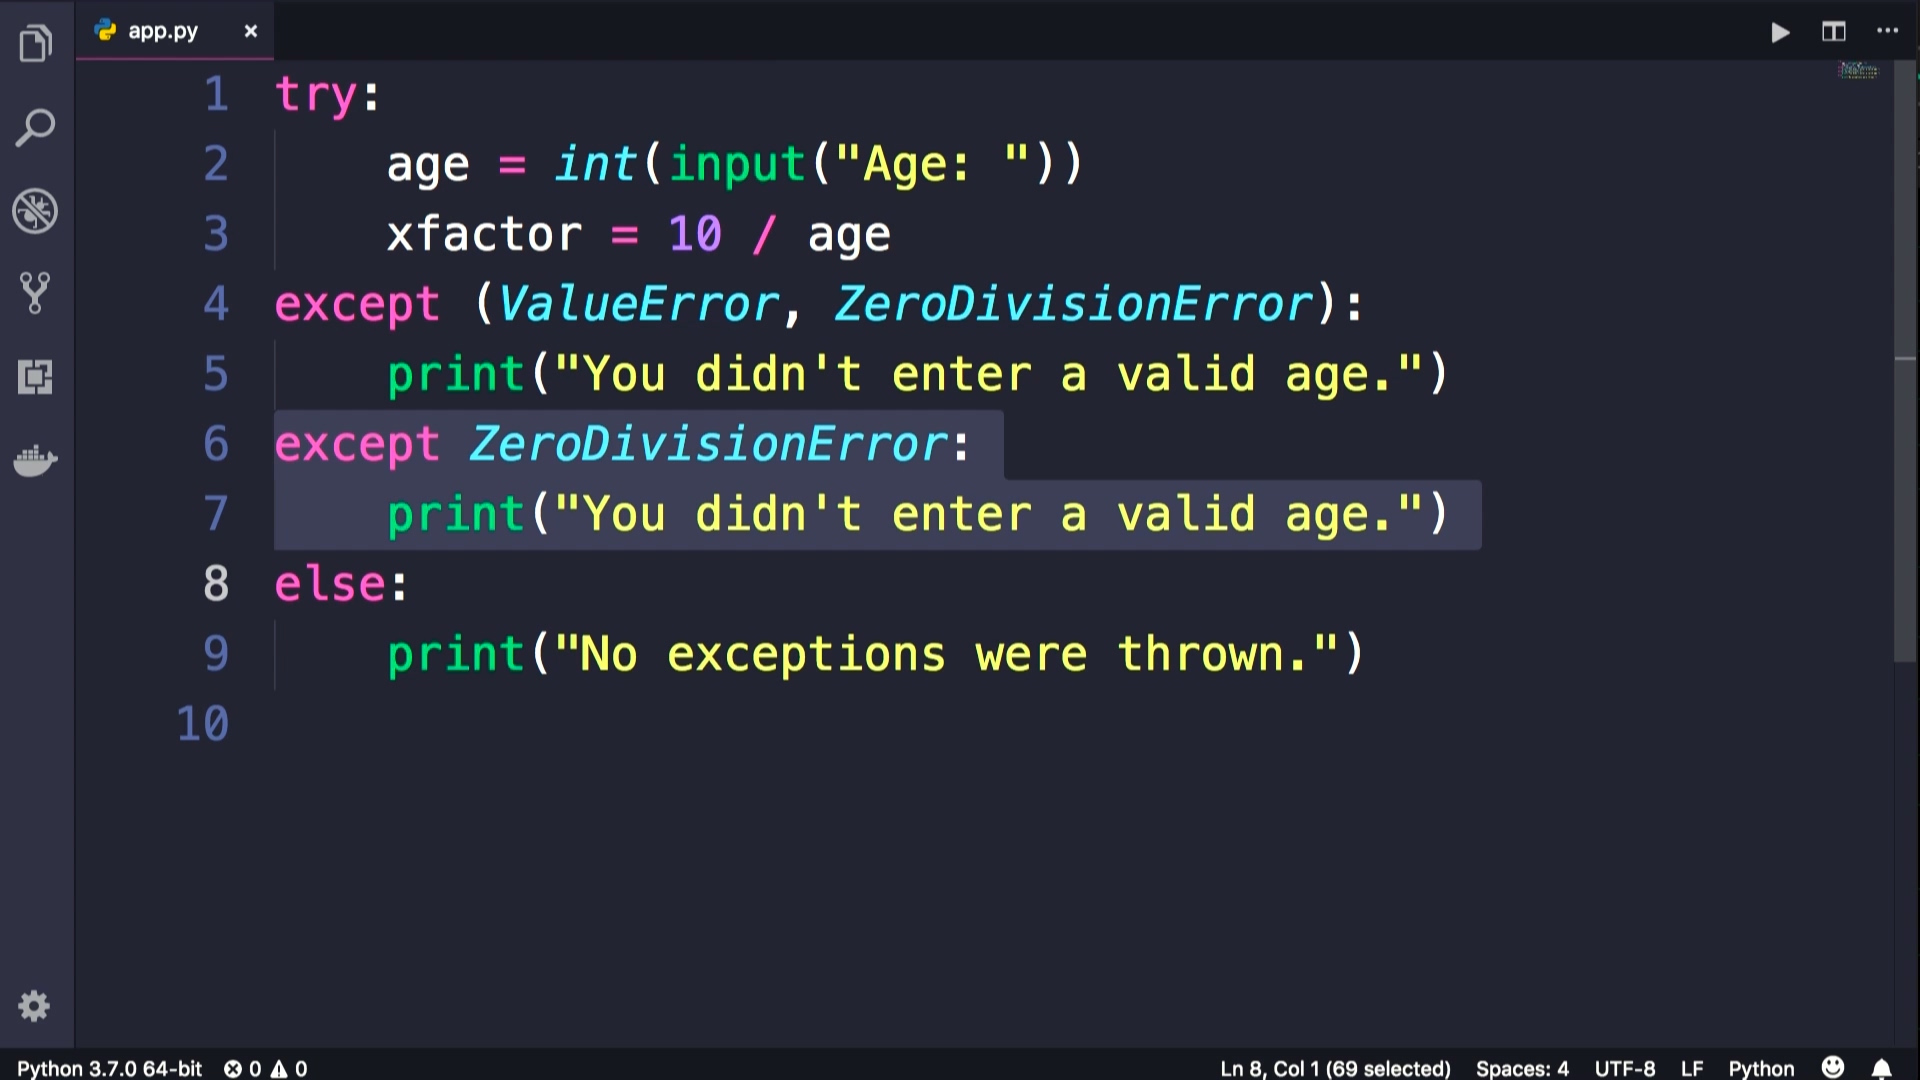 app.py
1 try:
2     age = int(input("Age: "))
3     xfactor = 10 / age
4 except (ValueError, ZeroDivisionError):
5     print("You didn't enter a valid age.")
6 except ZeroDivisionError:
7     print("You didn't enter a valid age.")
8 else:
9     print("No exceptions were thrown.")
10
Python 3.7.0 64-bit 0 0 Ln 8, Col 1 (69 selected) Spaces: 4 UTF-8 LF Python